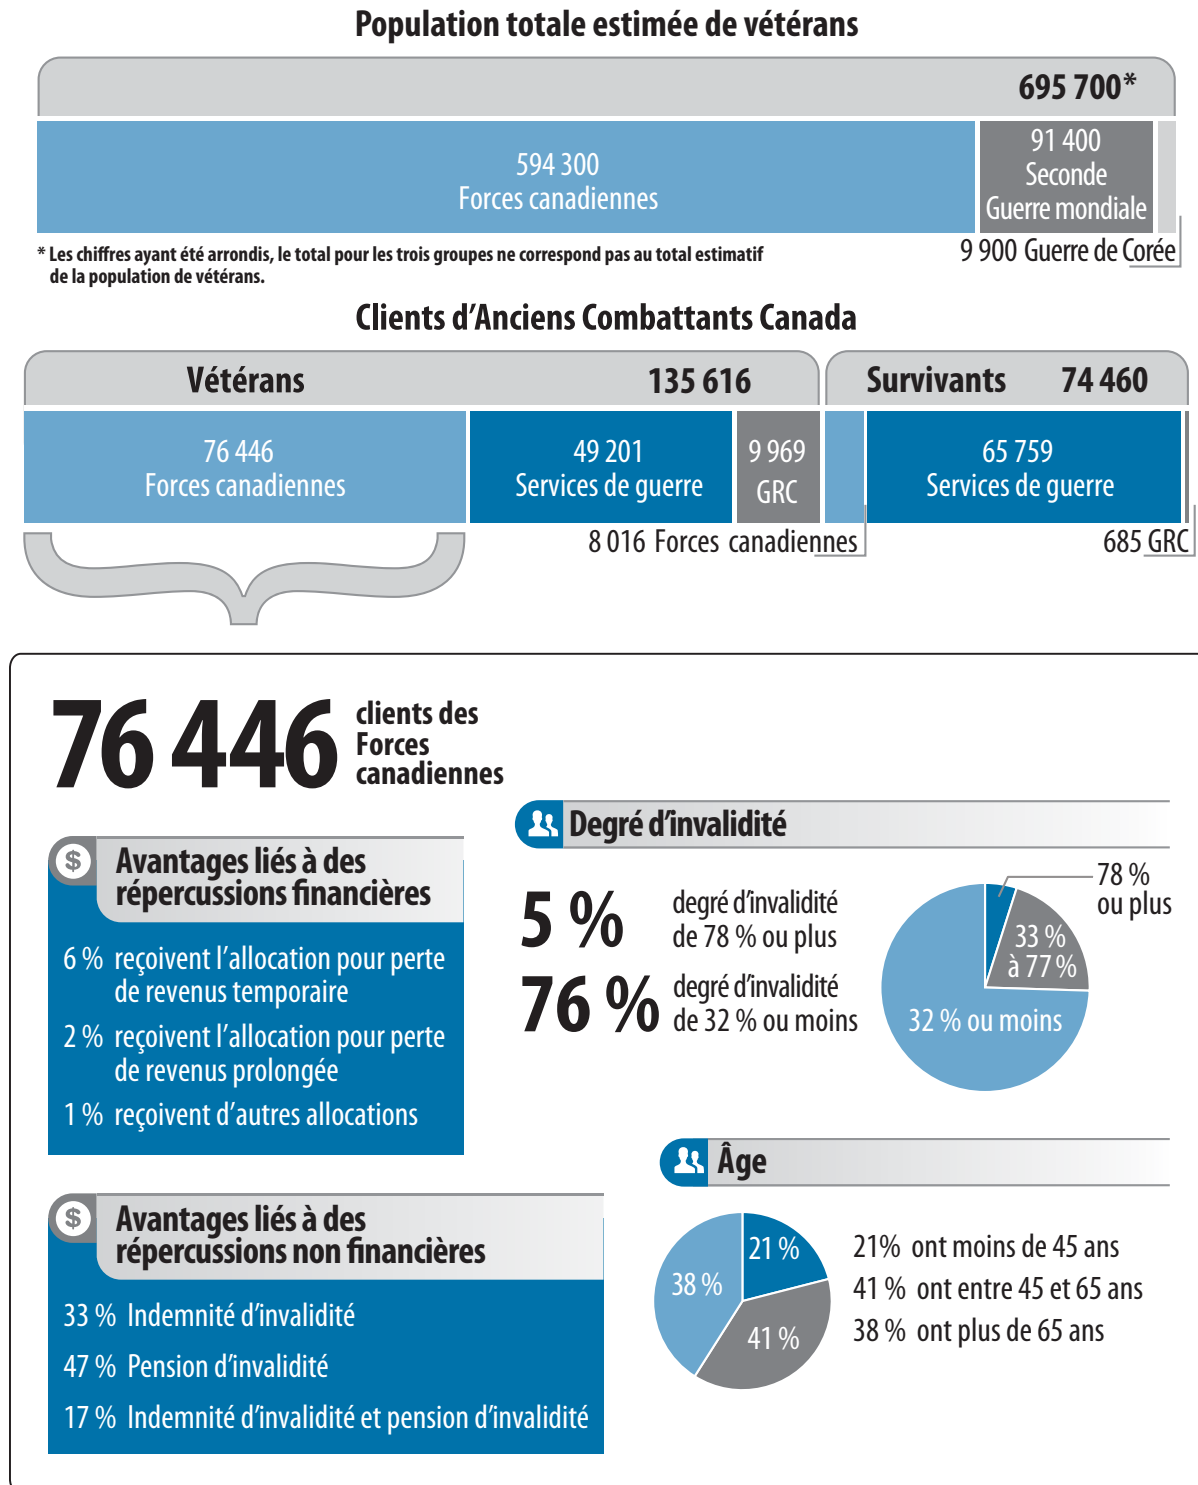 Population totale estimée de vétérans
695 700*
594 300
Forces canadiennes
91 400
Seconde
Guerre mondiale
9 900 Guerre de Corée
* Les chiffres ayant été arrondis, le total pour les trois groupes ne correspond pas au total estimatif
de la population de vétérans.
Clients d’Anciens Combattants Canada
Vétérans 135 616
Survivants 74 460
76 446
Forces canadiennes
49 201
Services de guerre
9 969
GRC
65 759
Services de guerre
8 016 Forces canadiennes
685 GRC
76 446
clients des
Forces
canadiennes
$
Avantages liés à des
répercussions financières
6 % reçoivent l’allocation pour perte
de revenus temporaire
2 % reçoivent l’allocation pour perte
de revenus prolongée
1 % reçoivent d’autres allocations
Degré d’invalidité
5 %
degré d’invalidité
de 78 % ou plus
76 %
degré d’invalidité
de 32 % ou moins
78 %
ou plus
33 %
à 77 %
32 % ou moins
$
Avantages liés à des
répercussions non financières
33 % Indemnité d’invalidité
47 % Pension d’invalidité
17 % Indemnité d’invalidité et pension d’invalidité
Âge
21 %
38 %
41 %
21% ont moins de 45 ans
41 % ont entre 45 et 65 ans
38 % ont plus de 65 ans